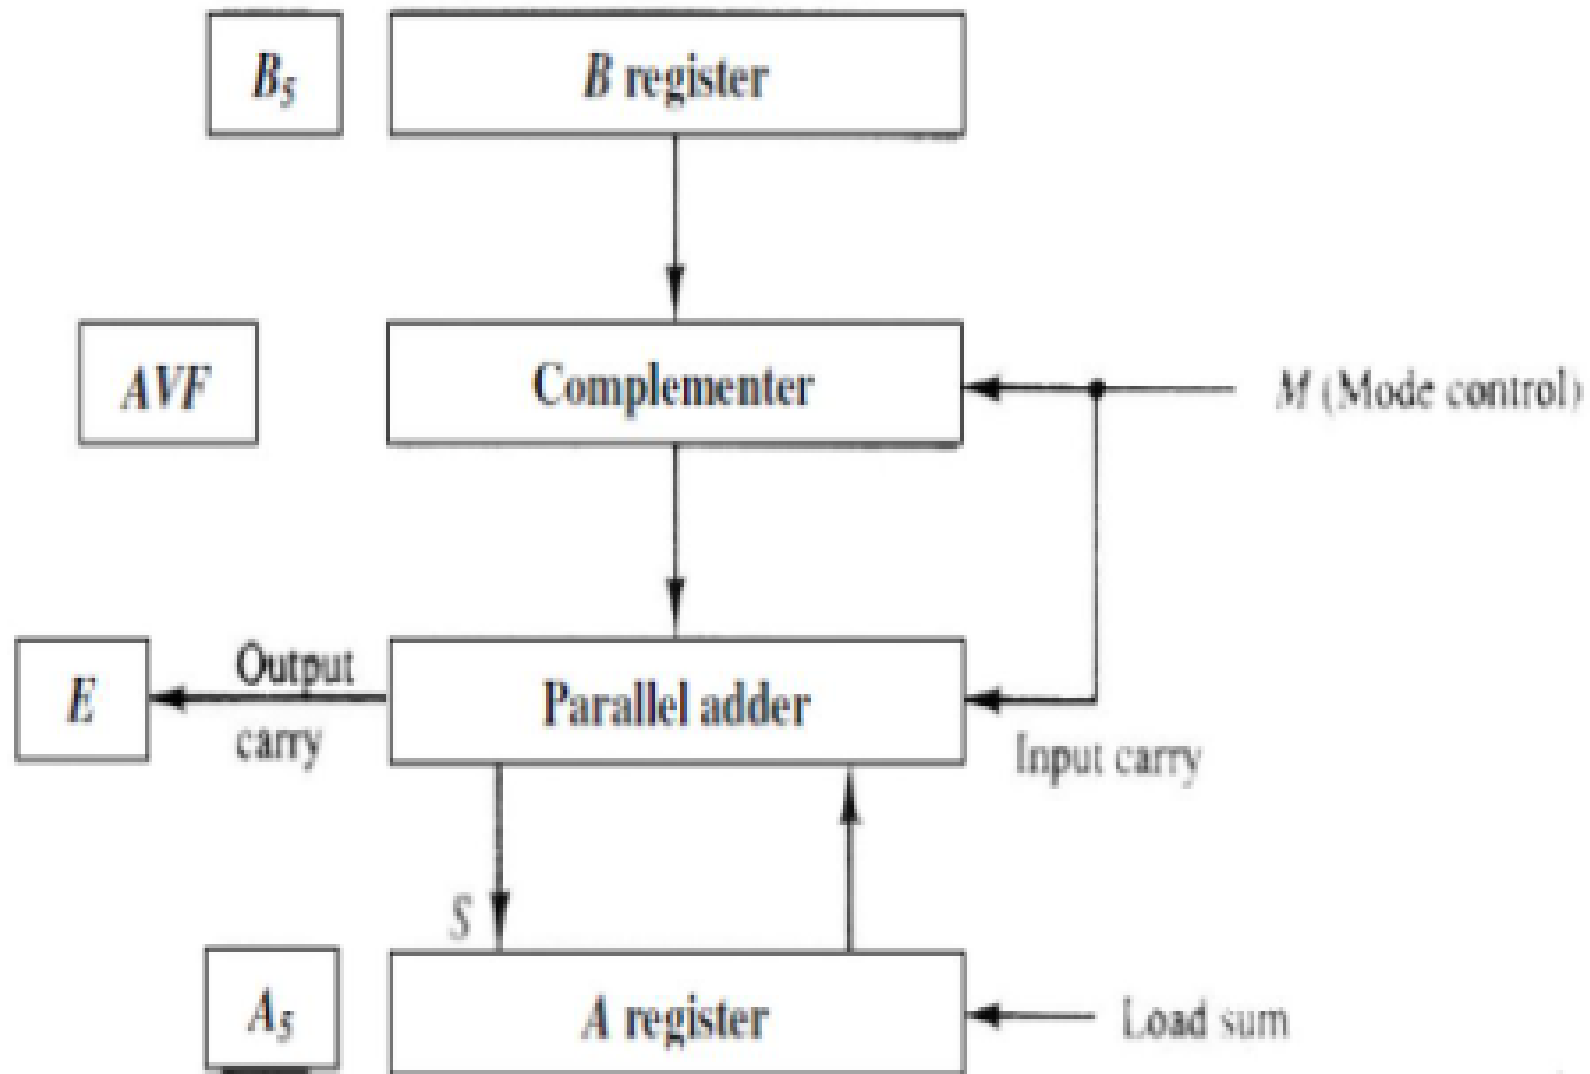 B5
B register
AVF
Complementer
M (Mode control)
E
Output
carry
Parallel adder
Input carry
S
A5
A register
Load sum